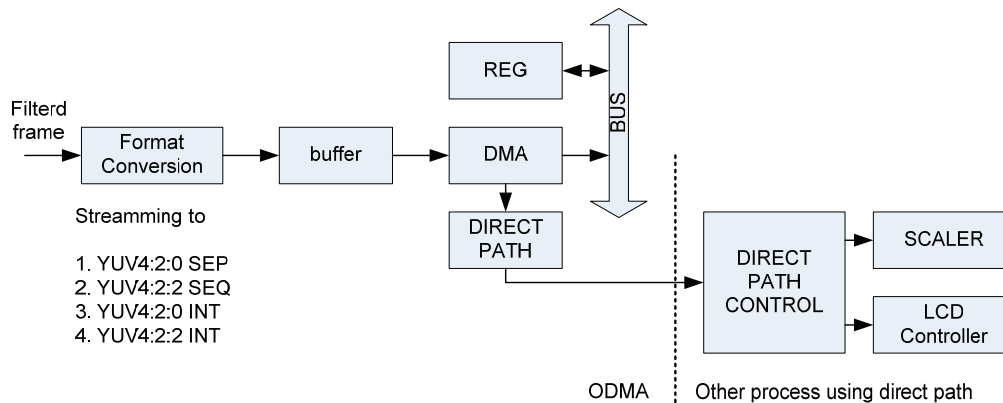 REG
BUS
Filterd
frame
Format
Conversion
buffer
DMA
Streamming to
1. YUV4:2:0 SEP
2. YUV4:2:2 SEQ
3. YUV4:2:0 INT
4. YUV4:2:2 INT
DIRECT
PATH
DIRECT
PATH
CONTROL
SCALER
LCD
Controller
ODMA
Other process using direct path